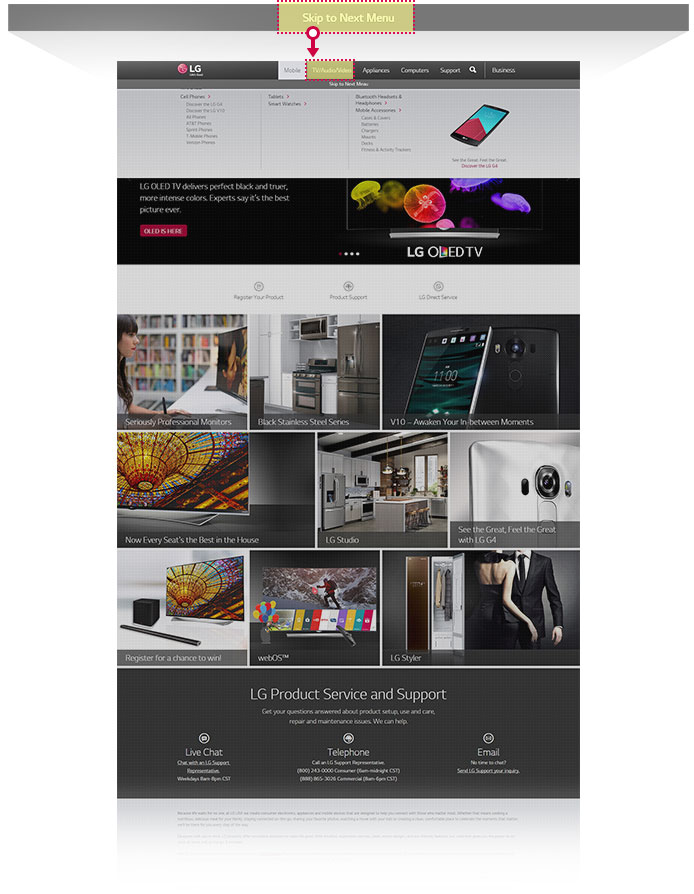 Skip to Next Menu
LG
Life's Good
Mobile
TV/Audio/Video
Appliances
Computers
Support
Business
Skip to Next Menu
Cell Phones >
Discover the LG G4
Discover the LG V10
All Phones
AT&T Phones
Sprint Phones
T-Mobile Phones
Verizon Phones
Tablets >
Smart Watches >
Bluetooth Headsets &
Headphones >
Mobile Accessories >
Cases & Covers
Batteries
Chargers
Mounts
Docks
Fitness & Activity Trackers
See the Great. Feel the Great.
Discover the LG G4
LG OLED TV delivers perfect black and truer,
more intense colors. Experts say it's the best
picture ever.
OLED IS HERE
LG OLED TV
Register Your Product
Product Support
LG Direct Service
11:00
Seriously Professional Monitors
Black Stainless Steel Series
V10 – Awaken Your In-between Moments
Now Every Seat's the Best in the House
LG Studio
See the Great, Feel the Great
with LG G4
Register for a chance to win!
webOS™
LG Styler
LG Product Service and Support
Get your questions answered about product setup, use and care,
repair and maintenance issues. We can help.
Live Chat
Chat with an LG Support
Representative.
Weekdays 8am-8pm CST
Telephone
Call an LG Support Representative.
(800) 243-0000 Consumer (6am-midnight CST)
(888) 865-3026 Commercial (8am-6pm CST)
Email
No time to chat?
Send LG Support your inquiry.